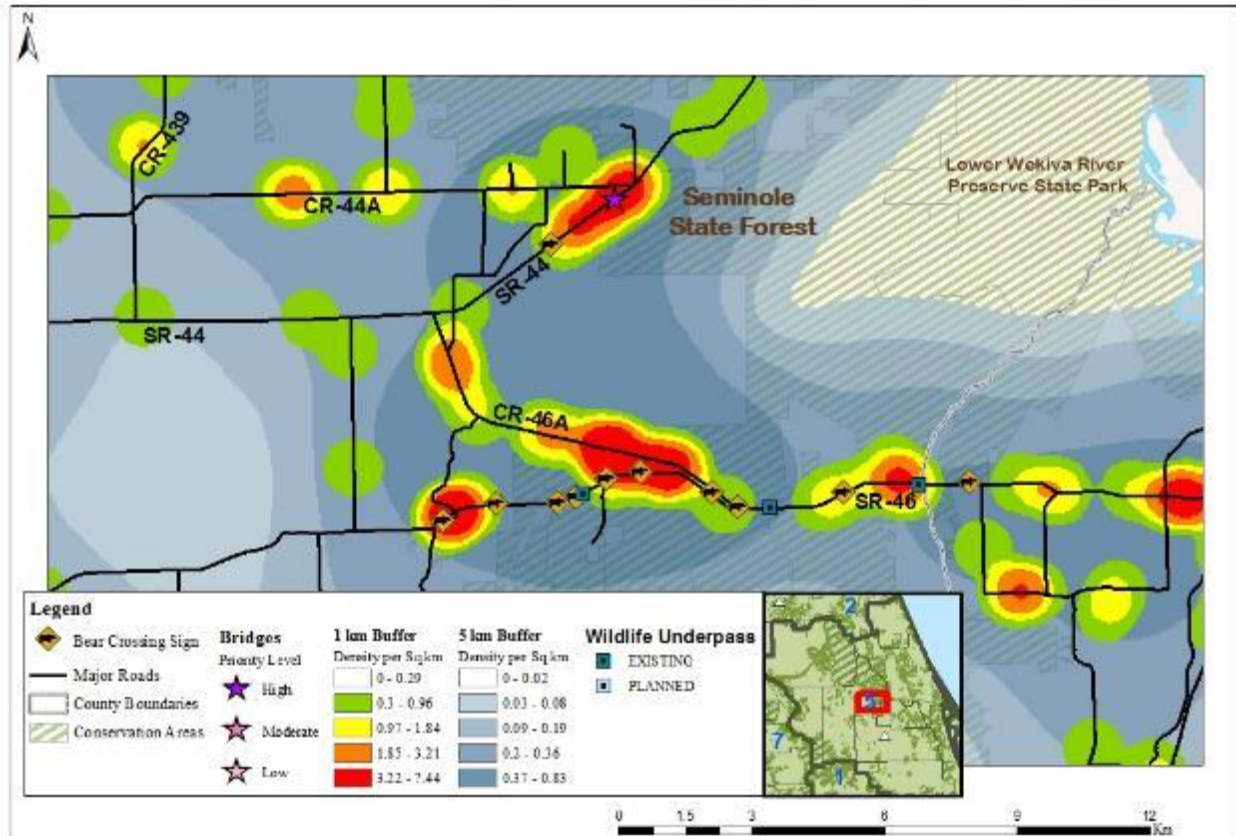 N
CR-439
CR-44A
SR-44
SR-44
Seminole
State Forest
Lower Wekiva River
Preserve State Park
CR-46A
SR-46
Legend
Bear Crossing Sign
Major Roads
County Boundaries
Conservation Areas
Bridges
Priority Level
High
Moderate
Low
1 km Buffer
Density per Sq km
0 - 0.29
0.3 - 0.96
0.97 - 1.84
1.85 - 3.21
3.22 - 7.44
5 km Buffer
Density per Sq km
0 - 0.02
0.03 - 0.08
0.09 - 0.19
0.2 - 0.36
0.37 - 0.83
Wildlife Underpass
EXISTING
PLANNED
2
5
7
1
0 1.5 3 6 9 12
Km